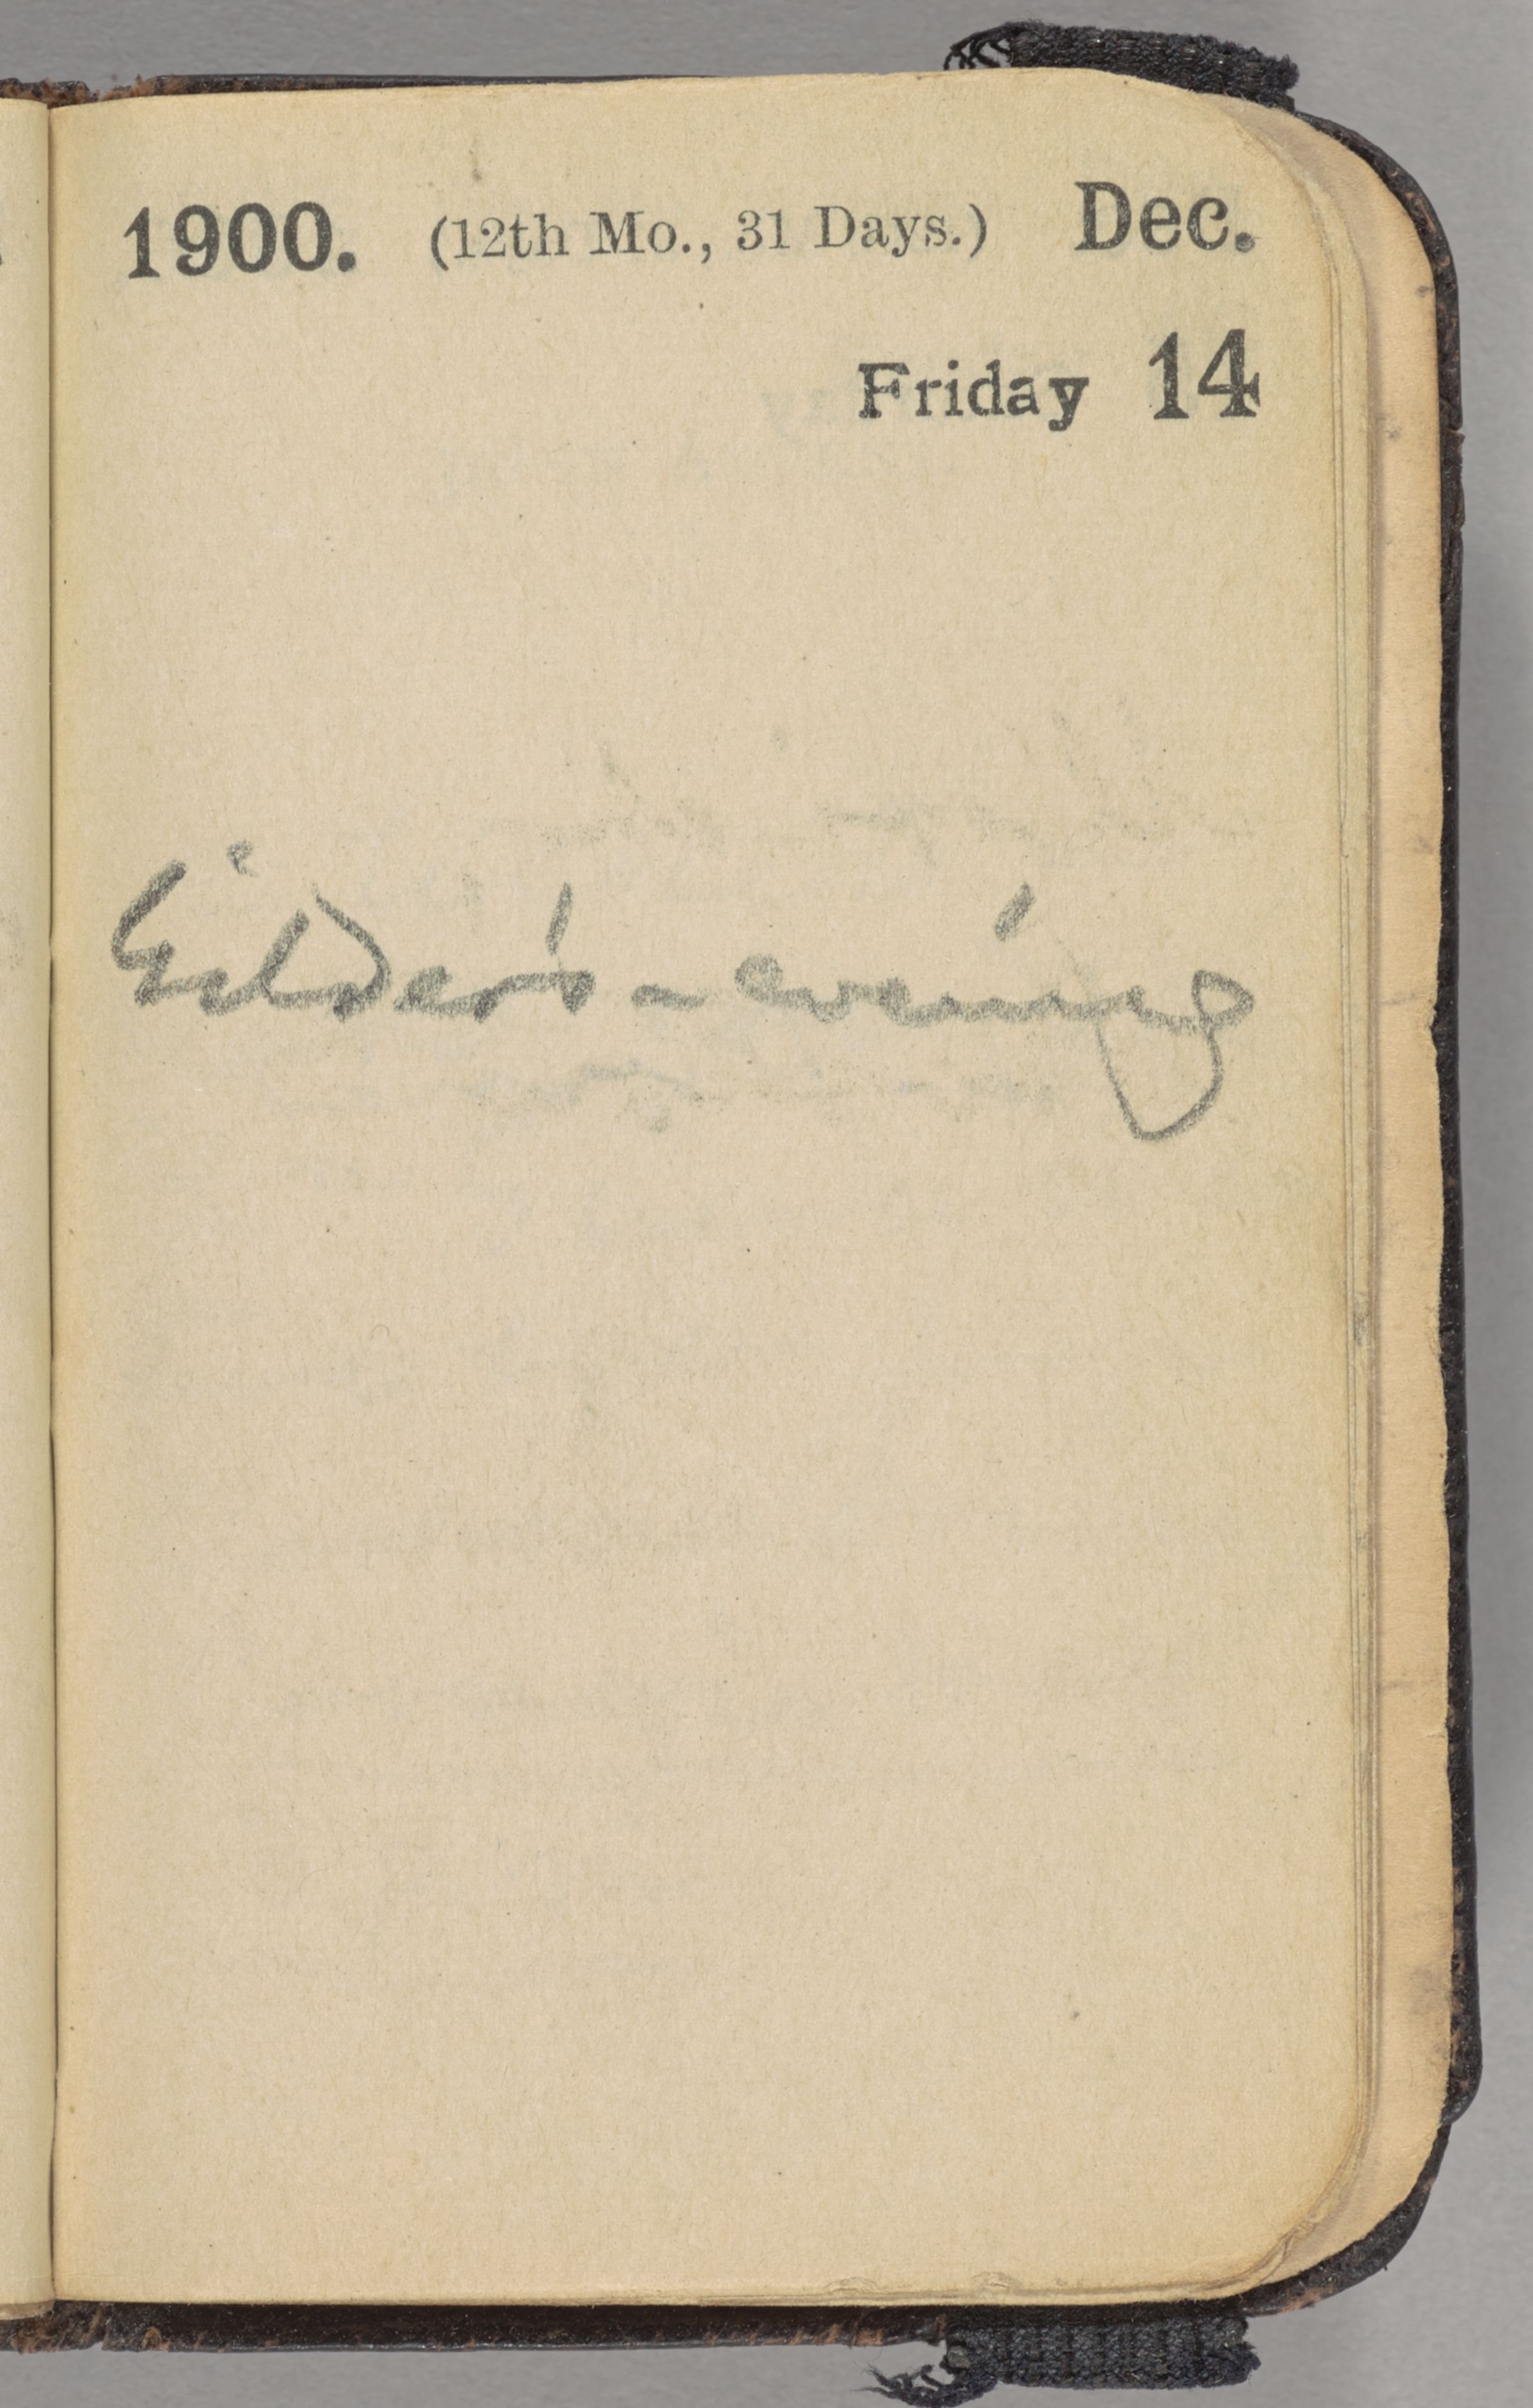 1900. (12th Mo., 31 Days.) Dec.
Friday 14
Gilder's - evening